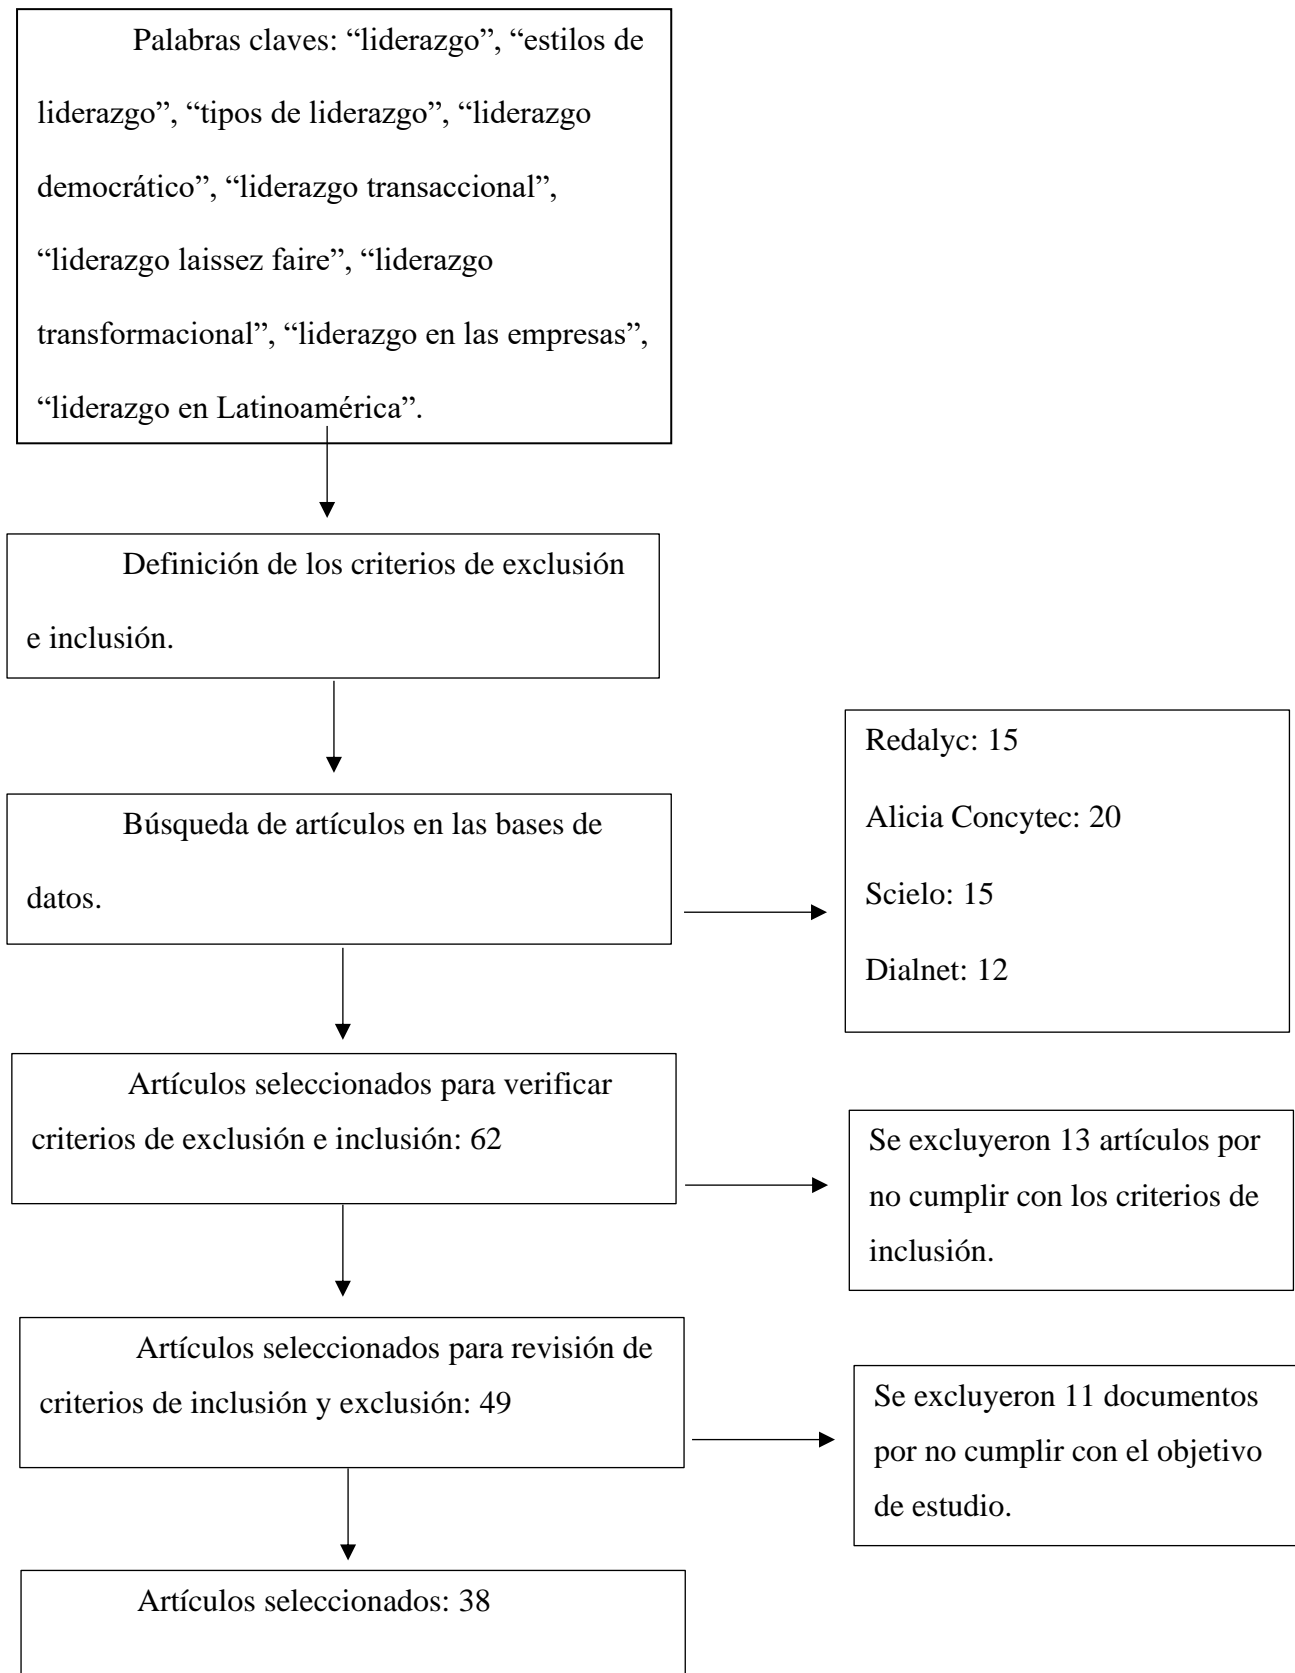 Palabras claves: “liderazgo”, “estilos de
liderazgo”, “tipos de liderazgo”, “liderazgo
democrático”, “liderazgo transaccional”,
“liderazgo laissez faire”, “liderazgo
transformacional”, “liderazgo en las empresas”,
“liderazgo en Latinoamérica”.
Definición de los criterios de exclusión
e inclusión.
Búsqueda de artículos en las bases de
datos.
Redalyc: 15
Alicia Concytec: 20
Scielo: 15
Dialnet: 12
Artículos seleccionados para verificar
criterios de exclusión e inclusión: 62
Se excluyeron 13 artículos por
no cumplir con los criterios de
inclusión.
Artículos seleccionados para revisión de
criterios de inclusión y exclusión: 49
Se excluyeron 11 documentos
por no cumplir con el objetivo
de estudio.
Artículos seleccionados: 38